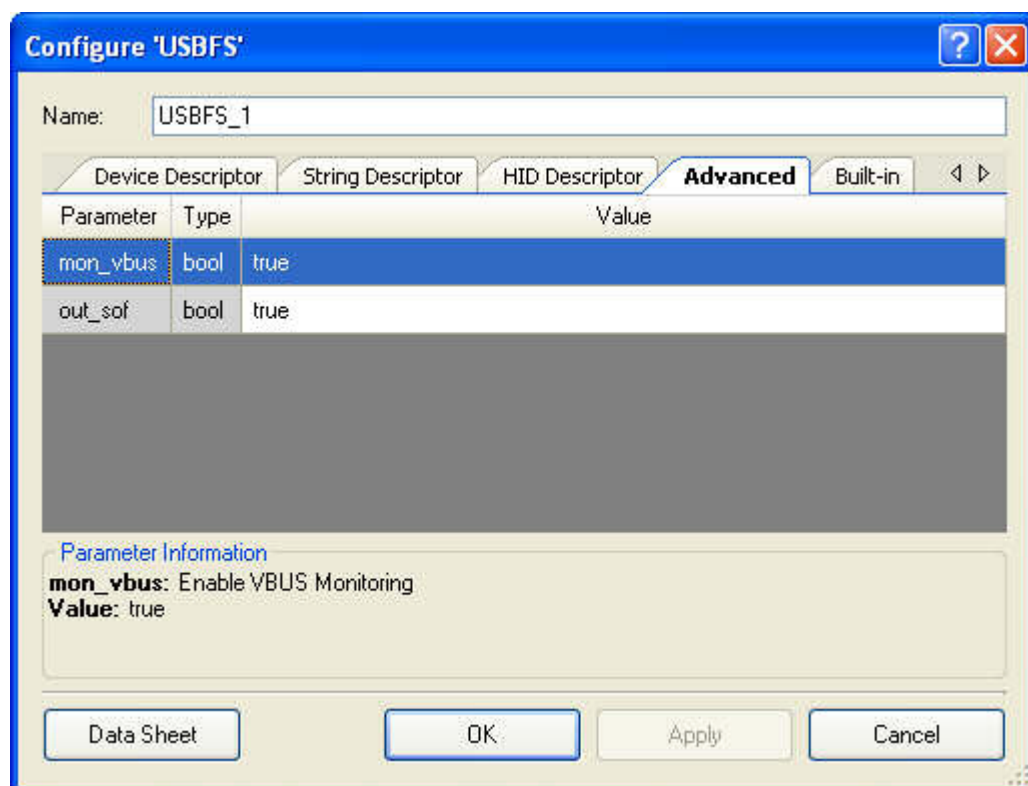 Configure 'USBFS'
Name: USBFS_1
Device Descriptor String Descriptor HID Descriptor Advanced Built-in
Parameter Type Value
mon_vbus bool true
out_sof bool true
Parameter Information
mon_vbus: Enable VBUS Monitoring
Value: true
Data Sheet OK Apply Cancel